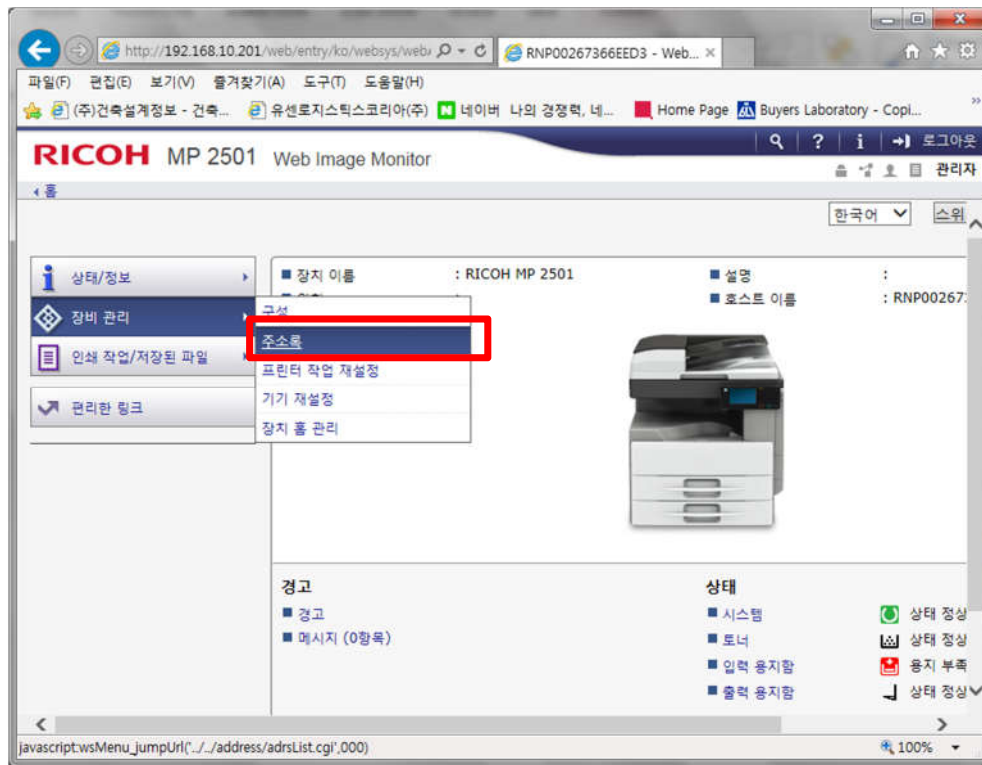 http://192.168.10.201/web/entry/ko/websys/web
RNP00267366EED3 - Web...
파일(F) 편집(E) 보기(V) 즐겨찾기(A) 도구(T) 도움말(H)
(주)건축설계정보 - 건축... 유센로지스틱스코리아(주) 네이버 나의 경쟁력, 네... Home Page Buyers Laboratory - Copi...
RICOH MP 2501 Web Image Monitor
로그아웃
관리자
홈
한국어 스위
상태/정보
장치 이름 : RICOH MP 2501
설명 :
호스트 이름 : RNP00267
장비 관리
구성
주소록
인쇄 작업/저장된 파일
프린터 작업 재설정
기기 재설정
편리한 링크
장치 홈 관리
경고
경고
메시지 (0항목)
상태
시스템 상태 정상
토너 상태 정상
입력 용지함 용지 부족
출력 용지함 상태 정상
javascript:wsMenu_jumpUrl('../../address/adrsList.cgi',000)
100%